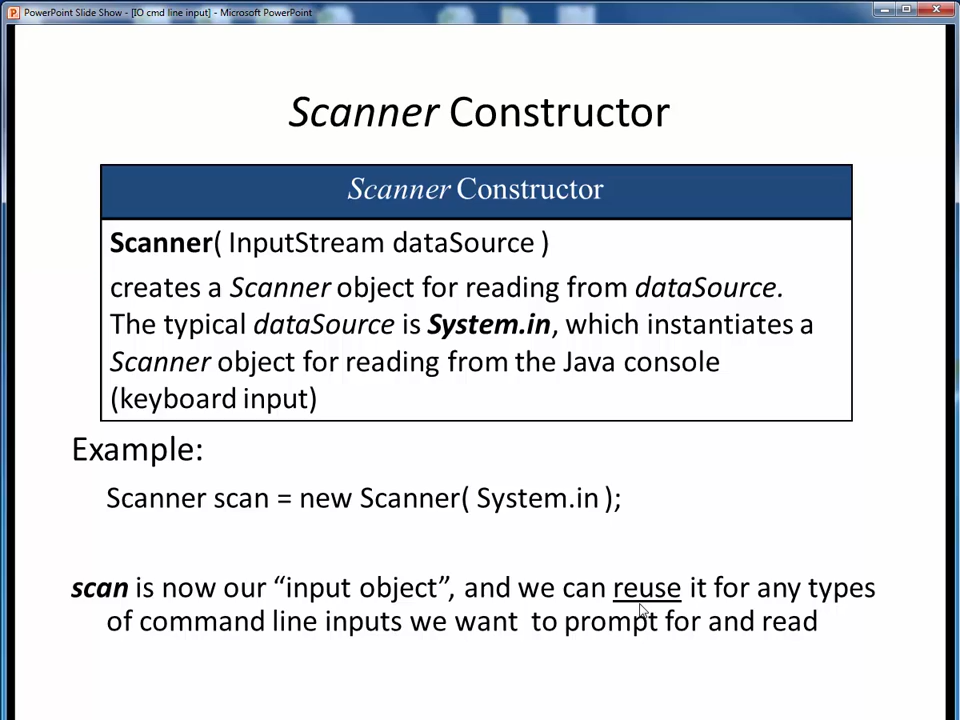 PowerPoint Slide Show - [IO cmd line input] - Microsoft PowerPoint
Scanner Constructor
Scanner Constructor
Scanner( InputStream dataSource )
creates a Scanner object for reading from dataSource.
The typical dataSource is System.in, which instantiates a
Scanner object for reading from the Java console
(keyboard input)
Example:
Scanner scan = new Scanner( System.in );
scan is now our “input object”, and we can reuse it for any types
of command line inputs we want to prompt for and read